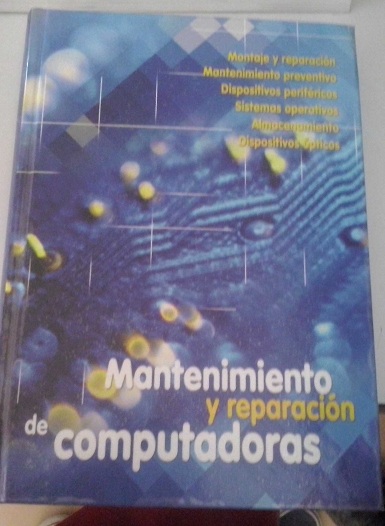 Montaje y reparación
Mantenimiento preventivo
Dispositivos periféricos
Sistemas operativos
Almacenamiento
Dispositivos ópticos
Mantenimiento
y reparación
de computadoras